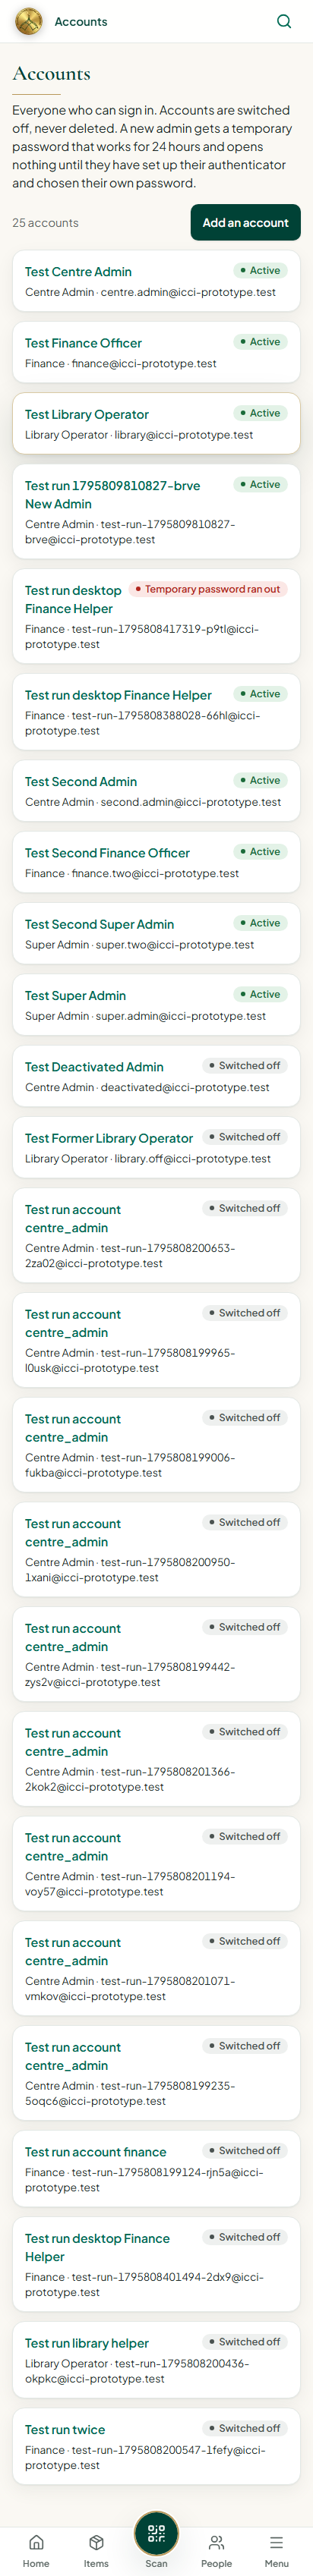 Accounts
Accounts
Everyone who can sign in. Accounts are switched
off, never deleted. A new admin gets a temporary
password that works for 24 hours and opens
nothing until they have set up their authenticator
and chosen their own password.
25 accounts
Add an account
Test Centre Admin
Active
Centre Admin · centre.admin@icci-prototype.test
Test Finance Officer
Active
Finance · finance@icci-prototype.test
Test Library Operator
Active
Library Operator · library@icci-prototype.test
Test run 1795809810827-brve
New Admin
Active
Centre Admin · test-run-1795809810827-
brve@icci-prototype.test
Test run desktop
Finance Helper
Temporary password ran out
Finance · test-run-1795808417319-p9tl@icci-
prototype.test
Test run desktop Finance Helper
Active
Finance · test-run-1795808388028-66hl@icci-
prototype.test
Test Second Admin
Active
Centre Admin · second.admin@icci-prototype.test
Test Second Finance Officer
Active
Finance · finance.two@icci-prototype.test
Test Second Super Admin
Active
Super Admin · super.two@icci-prototype.test
Test Super Admin
Active
Super Admin · super.admin@icci-prototype.test
Test Deactivated Admin
Switched off
Centre Admin · deactivated@icci-prototype.test
Test Former Library Operator
Switched off
Library Operator · library.off@icci-prototype.test
Test run account
centre_admin
Switched off
Centre Admin · test-run-1795808200653-
2za02@icci-prototype.test
Test run account
centre_admin
Switched off
Centre Admin · test-run-1795808199965-
l0usk@icci-prototype.test
Test run account
centre_admin
Switched off
Centre Admin · test-run-1795808199006-
fukba@icci-prototype.test
Test run account
centre_admin
Switched off
Centre Admin · test-run-1795808200950-
1xani@icci-prototype.test
Test run account
centre_admin
Switched off
Centre Admin · test-run-1795808199442-
zys2v@icci-prototype.test
Test run account
centre_admin
Switched off
Centre Admin · test-run-1795808201366-
2kok2@icci-prototype.test
Test run account
centre_admin
Switched off
Centre Admin · test-run-1795808201194-
voy57@icci-prototype.test
Test run account
centre_admin
Switched off
Centre Admin · test-run-1795808201071-
vmkov@icci-prototype.test
Test run account
centre_admin
Switched off
Centre Admin · test-run-1795808199235-
5oqc6@icci-prototype.test
Test run account finance
Switched off
Finance · test-run-1795808199124-rjn5a@icci-
prototype.test
Test run desktop Finance
Helper
Switched off
Finance · test-run-1795808401494-2dx9@icci-
prototype.test
Test run library helper
Switched off
Library Operator · test-run-1795808200436-
okpkc@icci-prototype.test
Test run twice
Switched off
Finance · test-run-1795808200547-1fefy@icci-
prototype.test
Home
Items
Scan
People
Menu